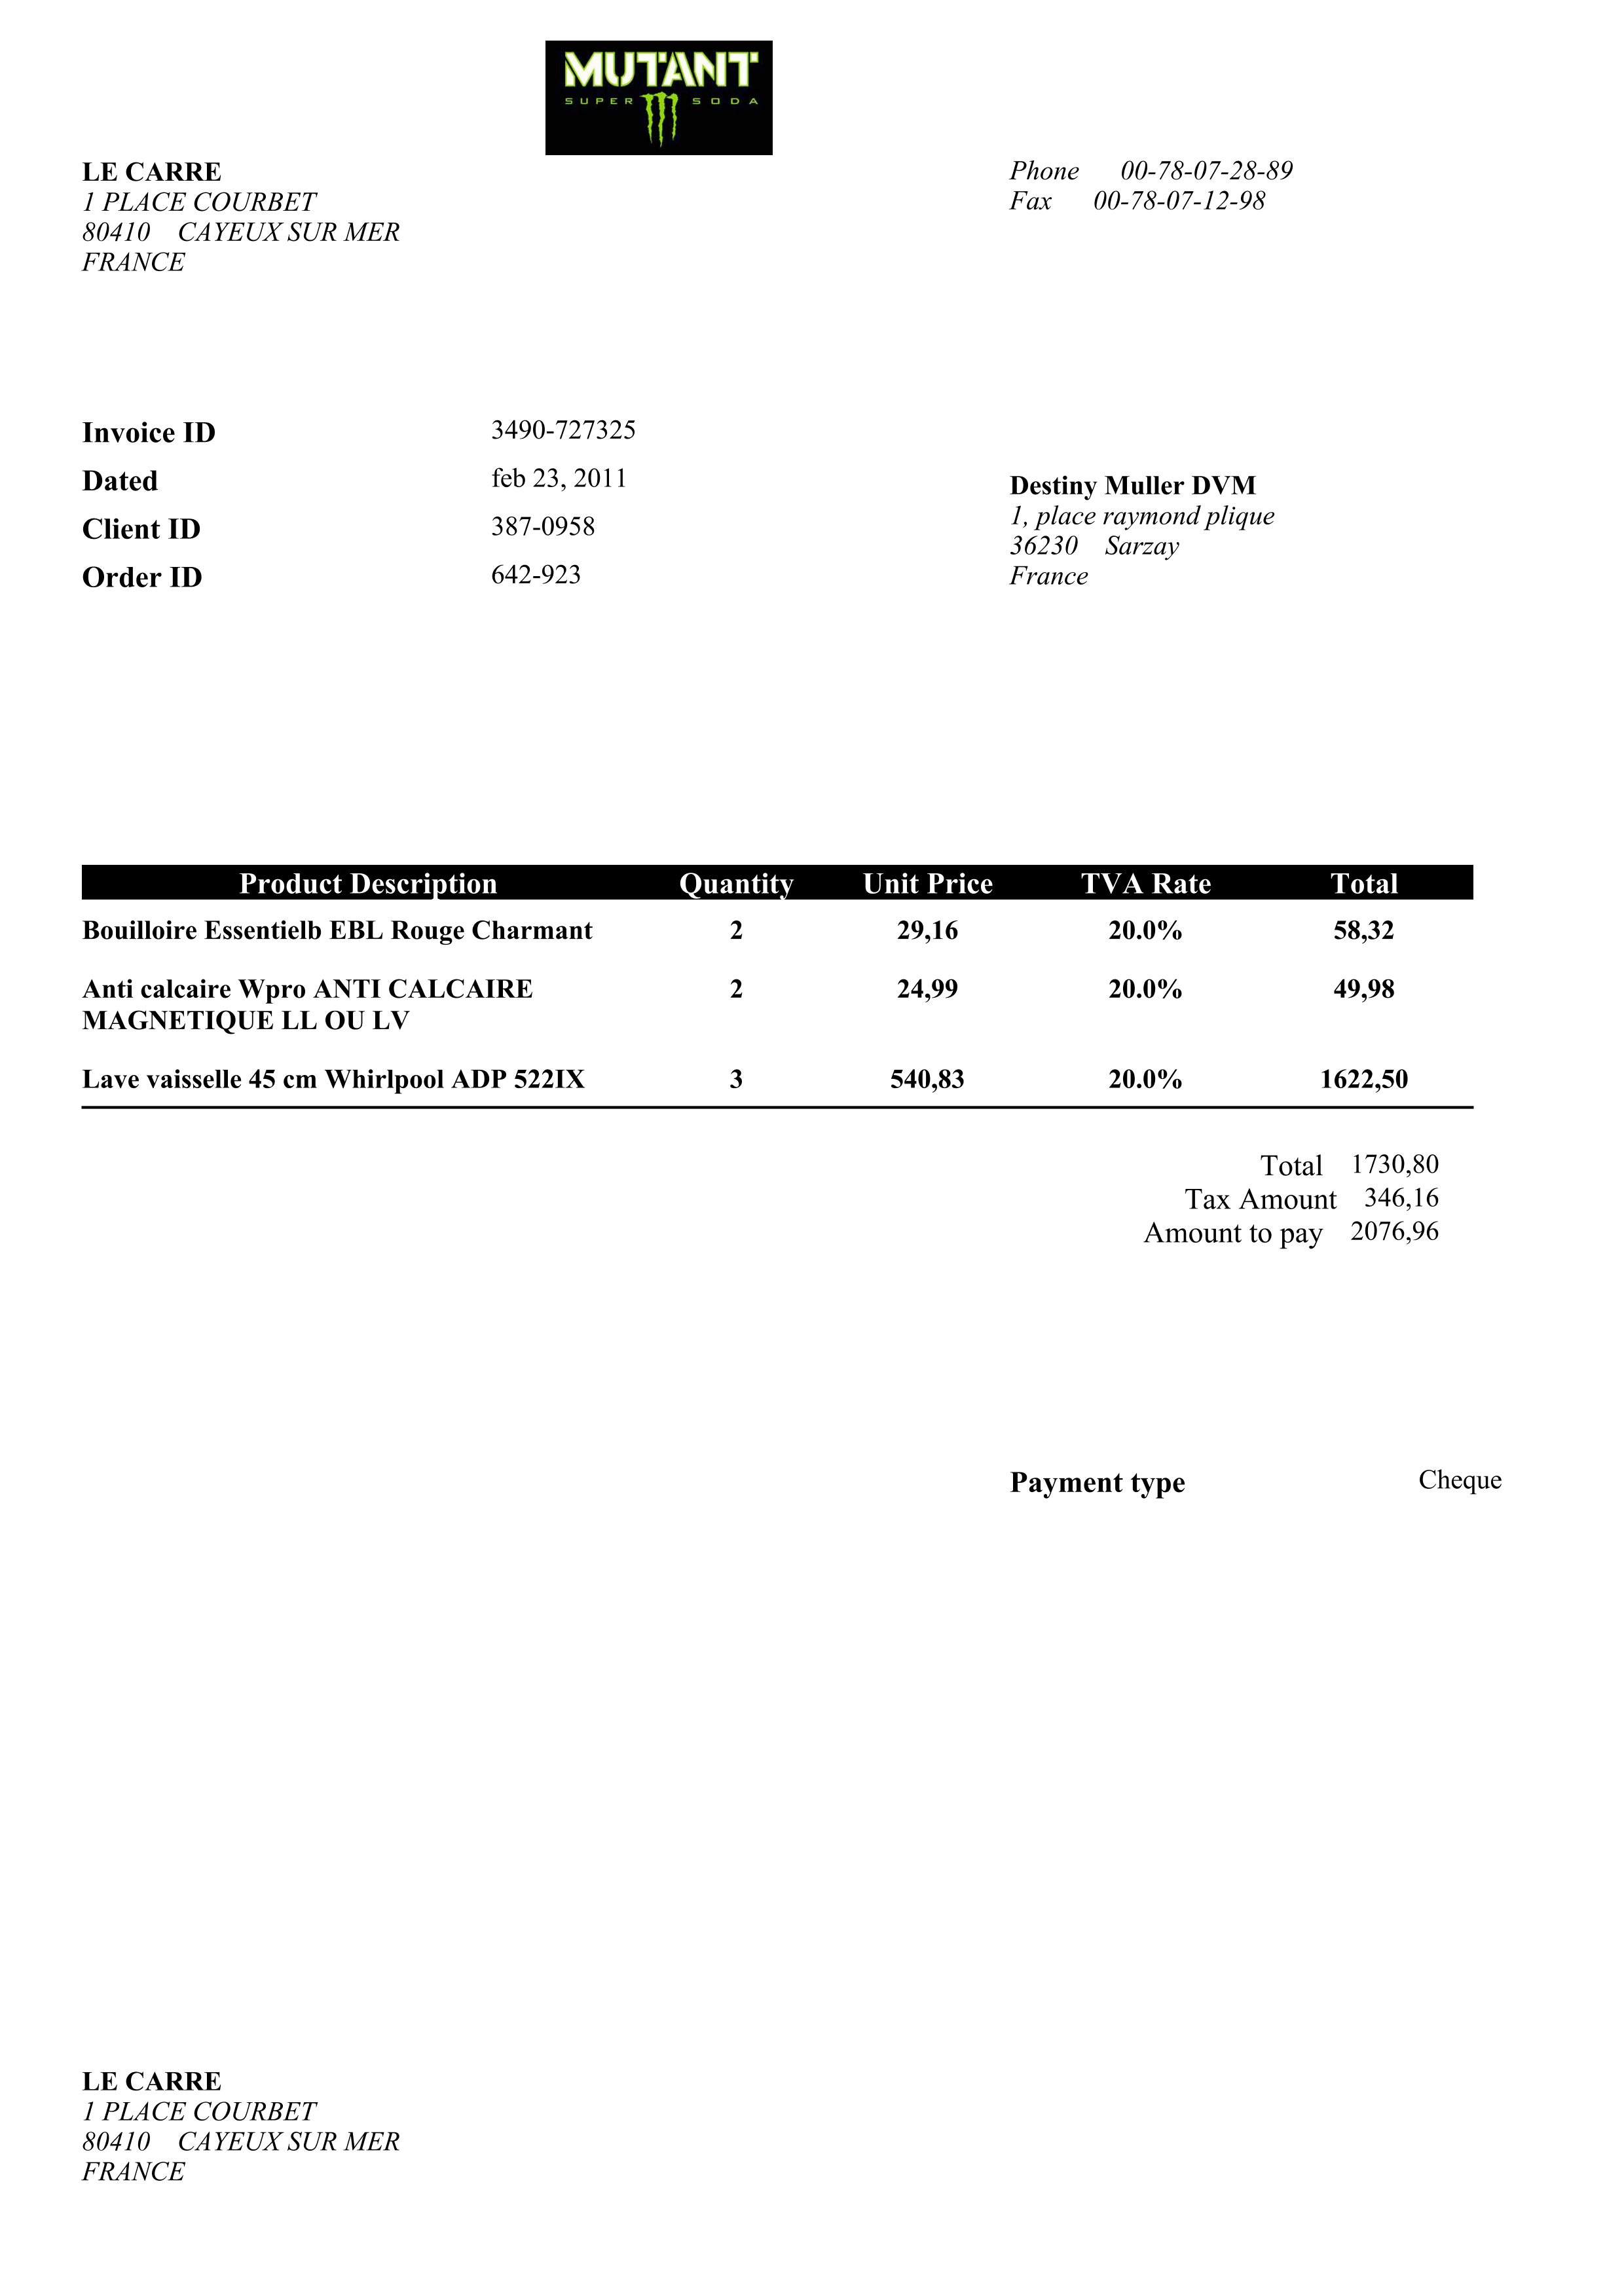 MUTANT
SUPER SODA
LE CARRE
1 PLACE COURBET
80410 CAYEUX SUR MER
FRANCE
Phone 00-78-07-28-89
Fax 00-78-07-12-98
Invoice ID 3490-727325
Dated feb 23, 2011
Client ID 387-0958
Order ID 642-923
Destiny Muller DVM
1, place raymond plique
36230 Sarzay
France
Product Description Quantity Unit Price TVA Rate Total
Bouilloire Essentielb EBL Rouge Charmant 2 29,16 20.0% 58,32
Anti calcaire Wpro ANTI CALCAIRE 2 24,99 20.0% 49,98
MAGNETIQUE LL OU LV
Lave vaisselle 45 cm Whirlpool ADP 522IX 3 540,83 20.0% 1622,50
Total 1730,80
Tax Amount 346,16
Amount to pay 2076,96
Payment type Cheque
LE CARRE
1 PLACE COURBET
80410 CAYEUX SUR MER
FRANCE